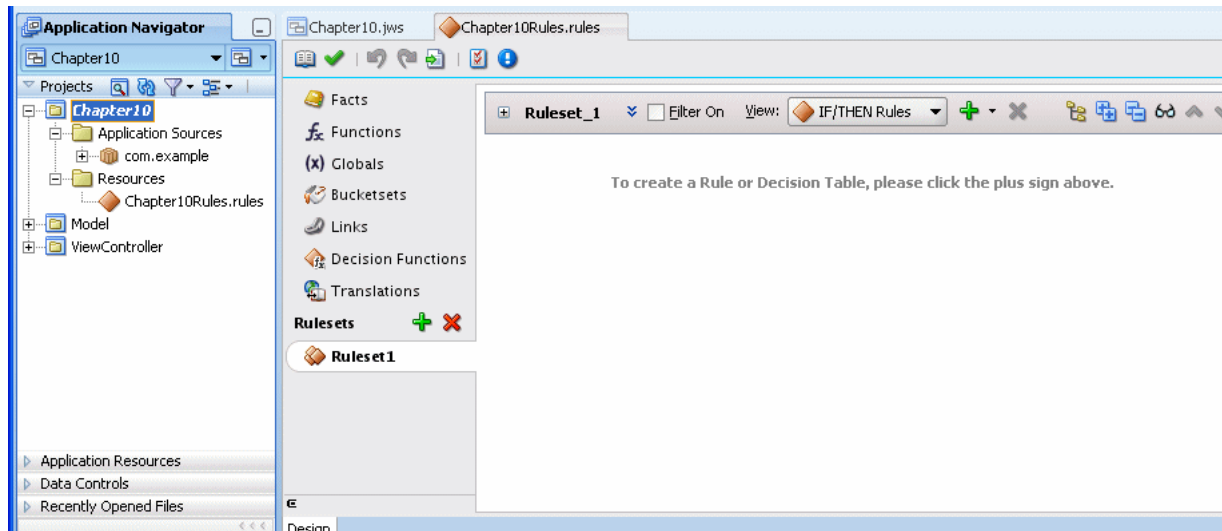 Application Navigator
Chapter10
Projects
Chapter10
Application Sources
com.example
Resources
Chapter10Rules.rules
Model
ViewController
Application Resources
Data Controls
Recently Opened Files
Chapter10.jws
Chapter10Rules.rules
Facts
fx Functions
(x) Globals
Bucketsets
Links
Decision Functions
Translations
Rulesets
Ruleset1
Ruleset_1
Filter On
View:
IF/THEN Rules
To create a Rule or Decision Table, please click the plus sign above.
Design